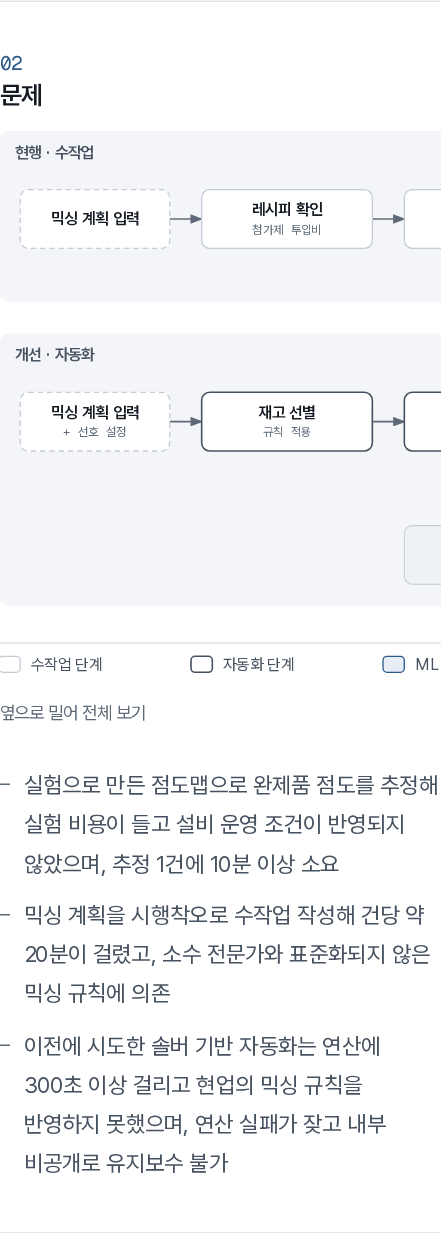 02
문제
현행 · 수작업
믹싱 계획 입력
레시피 확인
첨가제 투입비
개선 · 자동화
믹싱 계획 입력
+ 선호 설정
재고 선별
규칙 적용
수작업 단계
자동화 단계
ML
옆으로 밀어 전체 보기
– 실험으로 만든 점도맵으로 완제품 점도를 추정해
실험 비용이 들고 설비 운영 조건이 반영되지
않았으며, 추정 1건에 10분 이상 소요
– 믹싱 계획을 시행착오로 수작업 작성해 건당 약
20분이 걸렸고, 소수 전문가와 표준화되지 않은
믹싱 규칙에 의존
– 이전에 시도한 솔버 기반 자동화는 연산에
300초 이상 걸리고 현업의 믹싱 규칙을
반영하지 못했으며, 연산 실패가 잦고 내부
비공개로 유지보수 불가